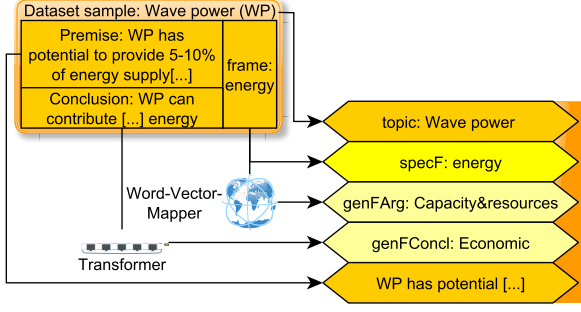 Dataset sample: Wave power (WP)
Premise: WP has
potential to provide 5-10%
of energy supply[...]
frame:
energy
Conclusion: WP can
contribute [...] energy
topic: Wave power
specF: energy
Word-Vector-
Mapper
genFArg: Capacity&resources
genFConcl: Economic
Transformer
WP has potential [...]